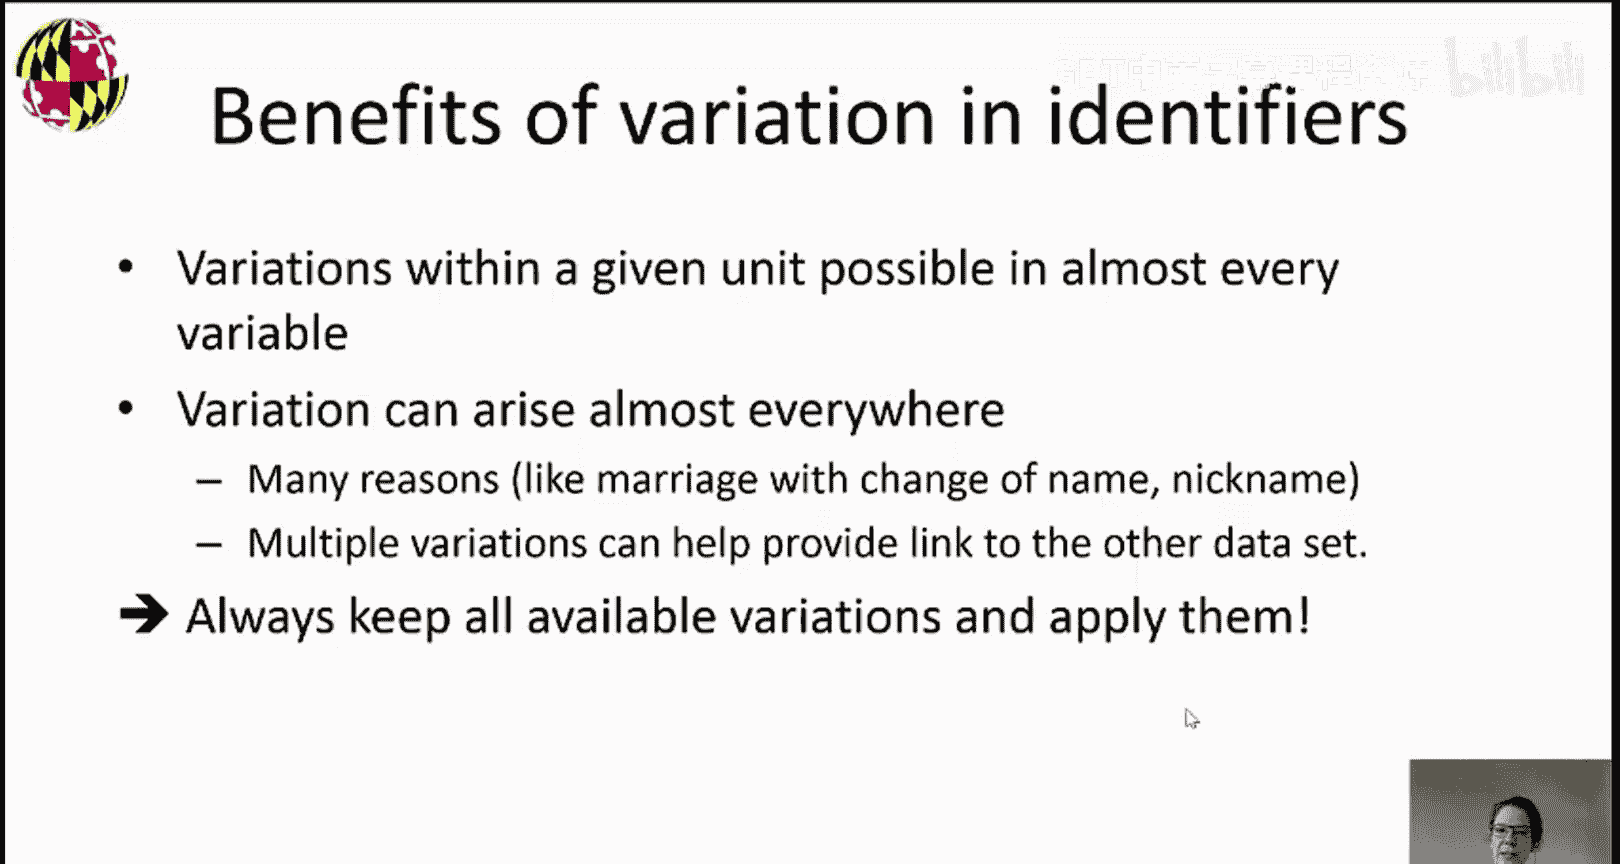 Benefits of variation in identifiers
• Variations within a given unit possible in almost every
variable
• Variation can arise almost everywhere
– Many reasons (like marriage with change of name, nickname)
– Multiple variations can help provide link to the other data set.
➔ Always keep all available variations and apply them!
bilibili